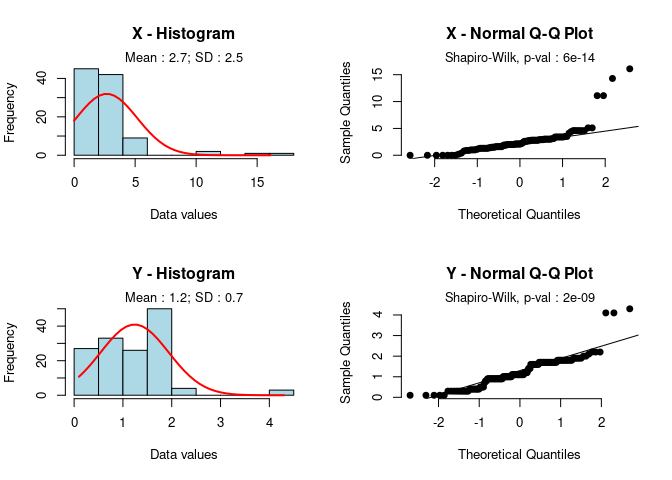 X - Histogram
Mean : 2.7; SD : 2.5
Frequency
0
20
40
0
5
10
15
Data values
X - Normal Q-Q Plot
Shapiro-Wilk, p-val : 6e-14
Sample Quantiles
0
5
10
15
-2
-1
0
1
2
Theoretical Quantiles
Y - Histogram
Mean : 1.2; SD : 0.7
Frequency
0
20
40
0
1
2
3
4
Data values
Y - Normal Q-Q Plot
Shapiro-Wilk, p-val : 2e-09
Sample Quantiles
0
1
2
3
4
-2
-1
0
1
2
Theoretical Quantiles